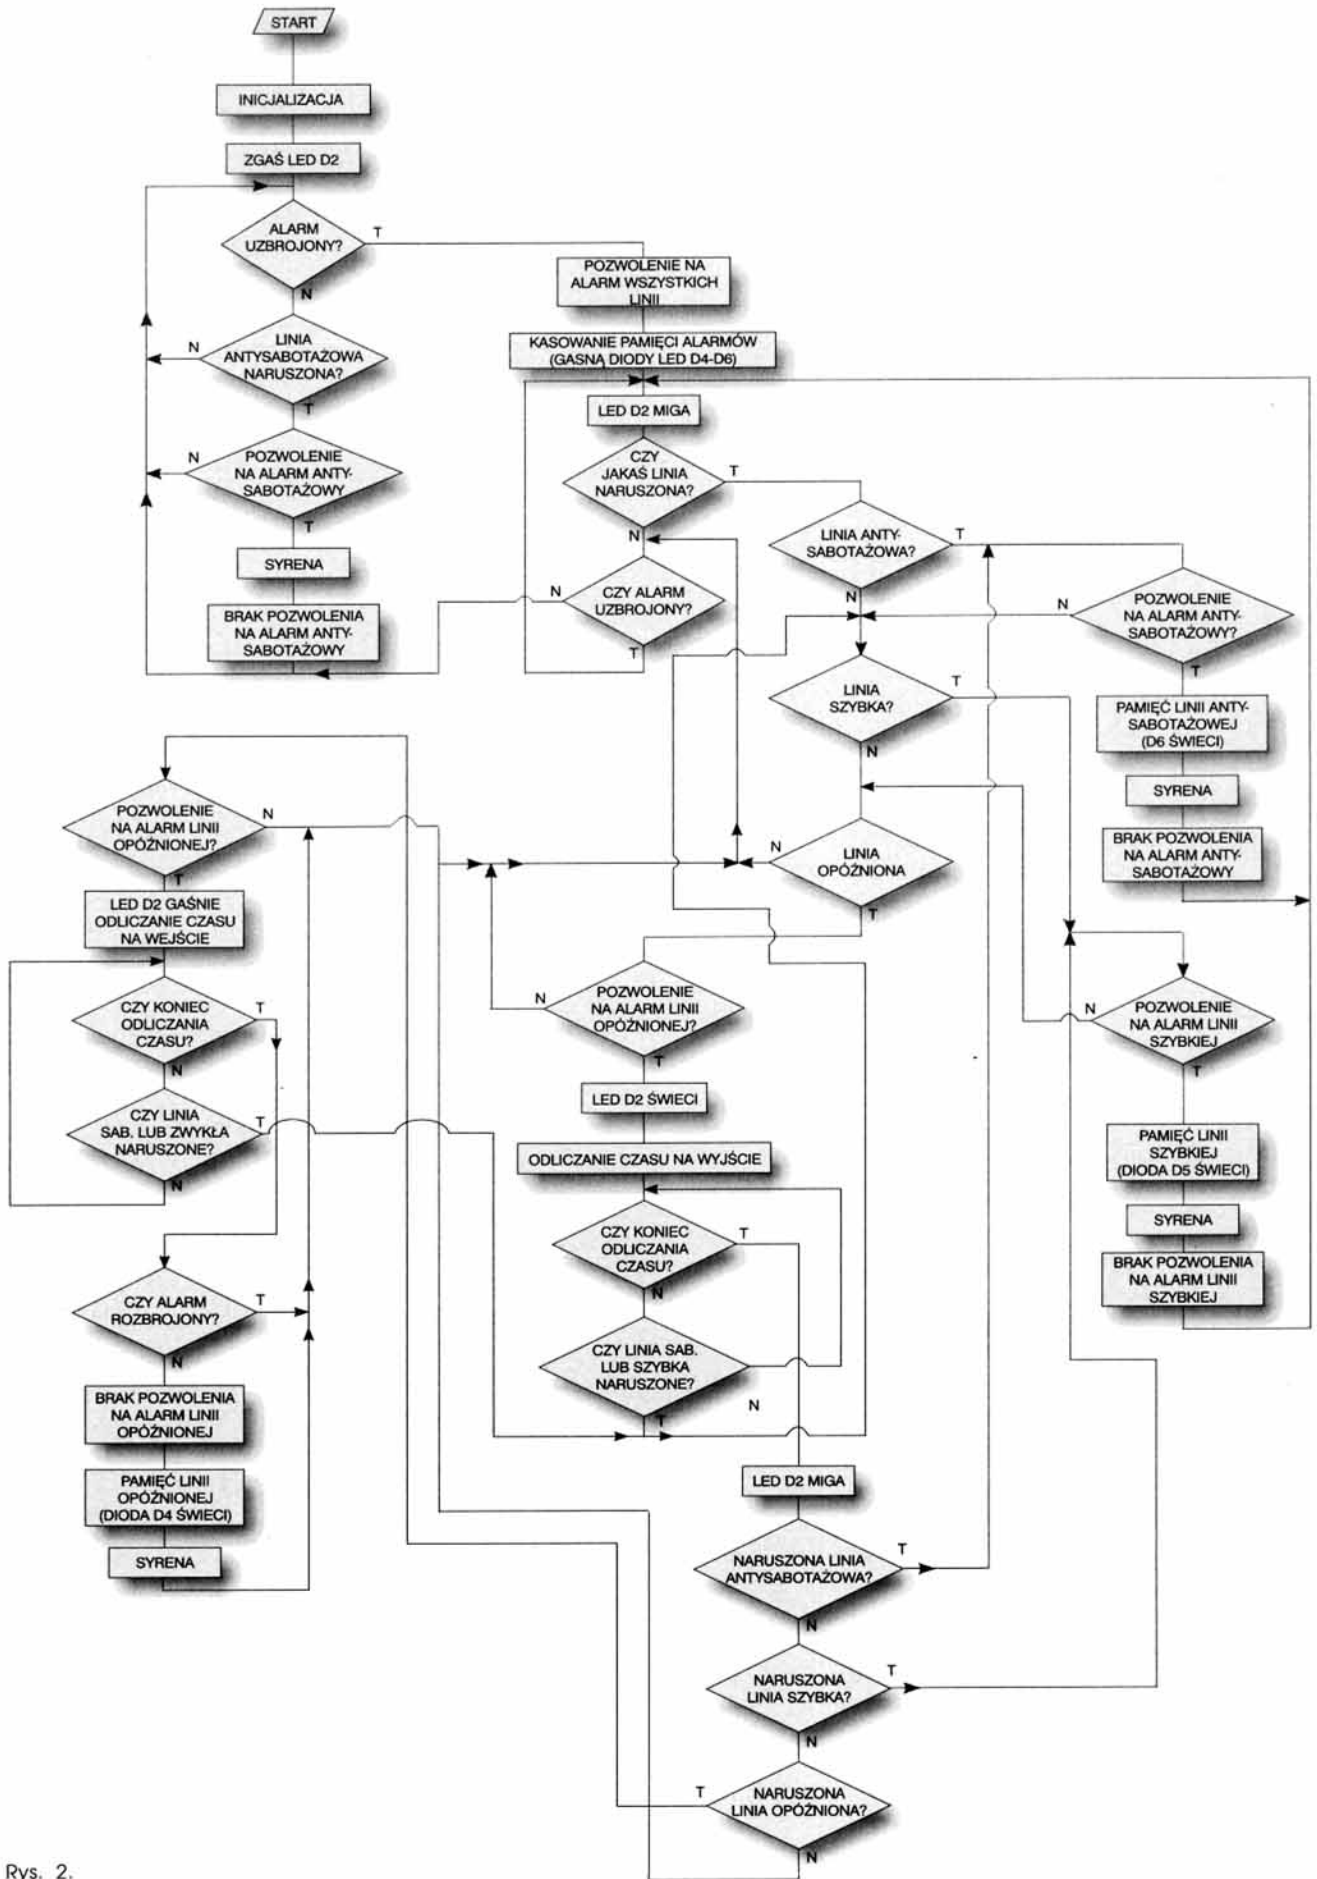 START
INICJALIZACJA
ZGAŚ LED D2
ALARM
UZBROJONY?
T
N
LINIA
ANTYSABOTAŻOWA
NARUSZONA?
N
T
POZWOLENIE
NA ALARM ANTY-
SABOTAŻOWY
N
T
SYRENA
BRAK POZWOLENIA
NA ALARM ANTY-
SABOTAŻOWY
POZWOLENIE NA
ALARM WSZYSTKICH
LINII
KASOWANIE PAMIĘCI ALARMÓW
(GASNĄ DIODY LED D4-D6)
LED D2 MIGA
CZY
JAKAŚ LINIA
NARUSZONA?
T
N
CZY ALARM
UZBROJONY?
N
T
LINIA ANTY-
SABOTAŻOWA?
T
N
POZWOLENIE
NA ALARM ANTY-
SABOTAŻOWY?
N
T
PAMIĘĆ LINII ANTY-
SABOTAŻOWEJ
(D6 ŚWIECI)
SYRENA
BRAK POZWOLENIA
NA ALARM ANTY-
SABOTAŻOWY
LINIA
SZYBKA?
T
N
LINIA
OPÓŹNIONA
N
T
POZWOLENIE
NA ALARM LINII
SZYBKIEJ
N
T
PAMIĘĆ LINII
SZYBKIEJ
(DIODA D5 ŚWIECI)
SYRENA
BRAK POZWOLENIA
NA ALARM LINII
SZYBKIEJ
POZWOLENIE
NA ALARM LINII
OPÓŹNIONEJ?
N
T
LED D2 GAŚNIE
ODLICZANIE CZASU
NA WEJŚCIE
CZY KONIEC
ODLICZANIA
CZASU?
T
N
CZY LINIA
SAB. LUB ZWYKŁA
NARUSZONE?
T
N
CZY ALARM
ROZBROJONY?
T
N
BRAK POZWOLENIA
NA ALARM LINII
OPÓŹNIONEJ
PAMIĘĆ LINII
OPÓŹNIONEJ
(DIODA D4 ŚWIECI)
SYRENA
POZWOLENIE
NA ALARM LINII
OPÓŹNIONEJ?
N
T
LED D2 ŚWIECI
ODLICZANIE CZASU NA WYJŚCIE
CZY KONIEC
ODLICZANIA
CZASU?
T
N
CZY LINIA SAB.
LUB SZYBKA
NARUSZONE?
N
T
LED D2 MIGA
NARUSZONA LINIA
ANTYSABOTAŻOWA?
T
N
NARUSZONA
LINIA SZYBKA?
T
N
NARUSZONA
LINIA OPÓŹNIONA?
T
N
Rys. 2.